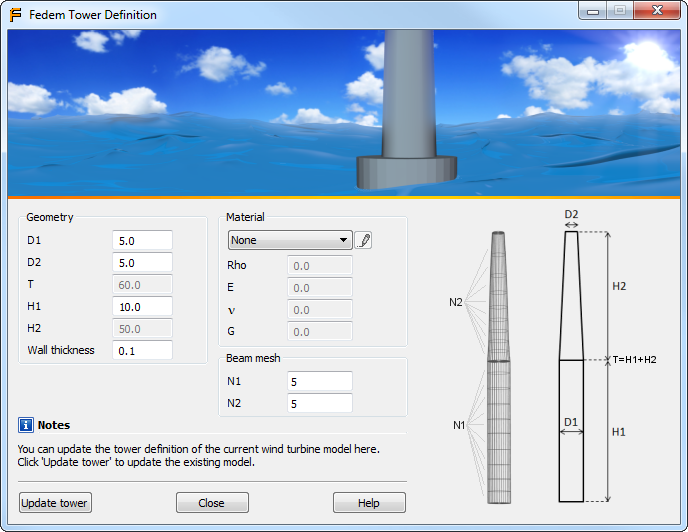 Fedem Tower Definition
Geometry
D1 5.0
D2 5.0
T 60.0
H1 10.0
H2 50.0
Wall thickness 0.1
Material
None
Rho 0.0
E 0.0
ν 0.0
G 0.0
Beam mesh
N1 5
N2 5
Notes
You can update the tower definition of the current wind turbine model here.
Click 'Update tower' to update the existing model.
Update tower Close Help
D2
N2
H2
T=H1+H2
N1
D1
H1